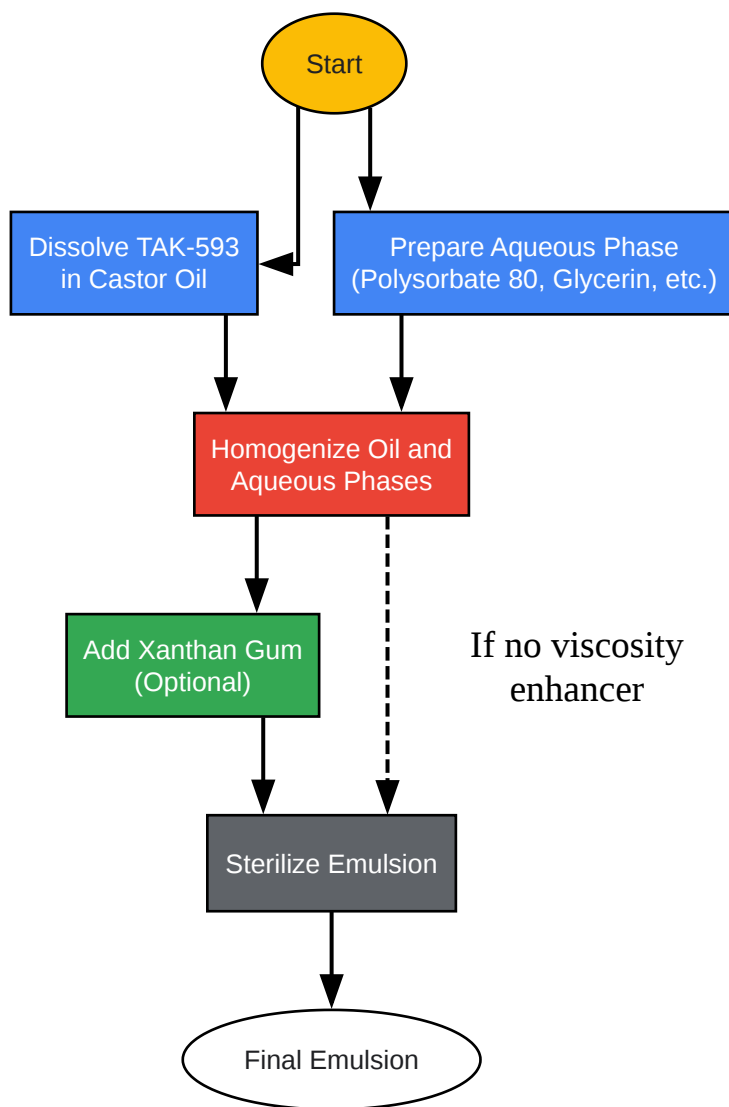 Start
Dissolve TAK-593
in Castor Oil
Prepare Aqueous Phase
(Polysorbate 80, Glycerin, etc.)
Homogenize Oil and
Aqueous Phases
Add Xanthan Gum
(Optional)
If no viscosity
enhancer
Sterilize Emulsion
Final Emulsion